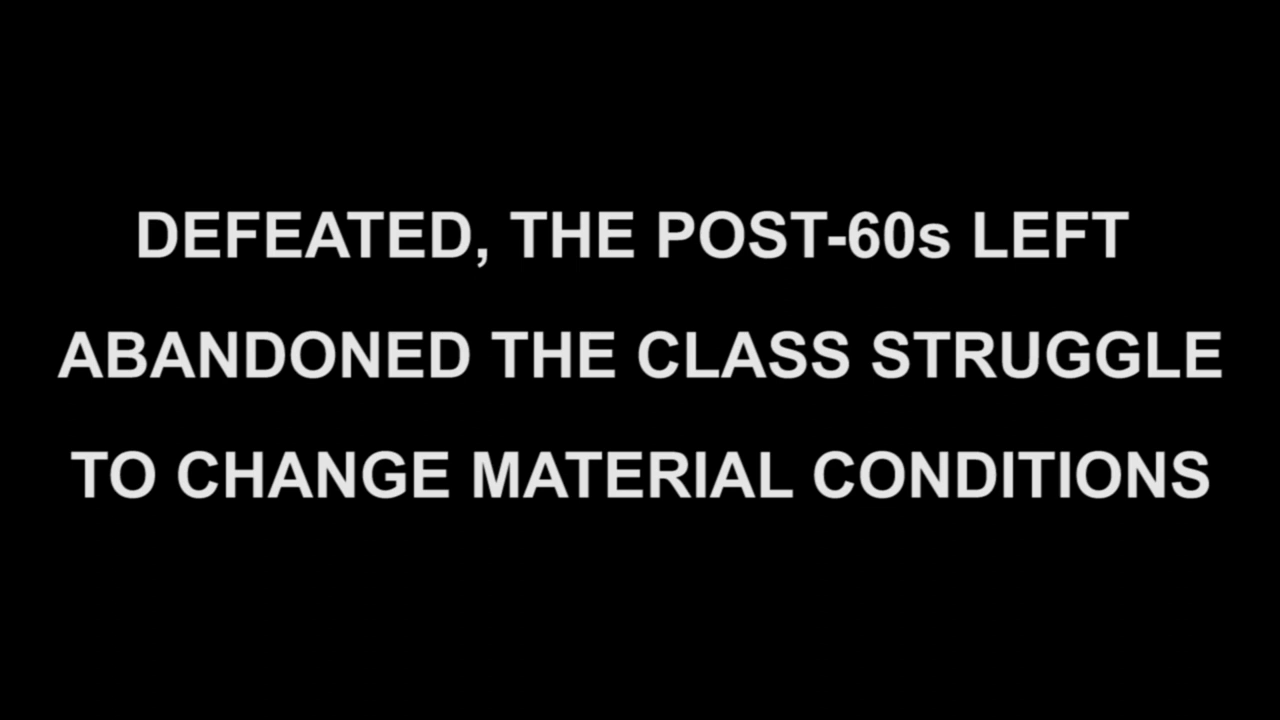 DEFEATED, THE POST-60s LEFT
ABANDONED THE CLASS STRUGGLE
TO CHANGE MATERIAL CONDITIONS